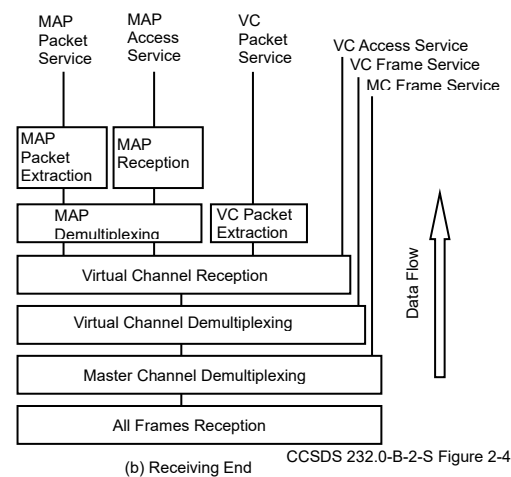 MAP
Packet
Service
MAP
Access
Service
VC
Packet
Service
VC Access Service
VC Frame Service
MC Frame Service
MAP
Packet
Extraction
MAP
Reception
MAP
Demultiplexing
VC Packet
Extraction
Virtual Channel Reception
Virtual Channel Demultiplexing
Master Channel Demultiplexing
All Frames Reception
Data Flow
(b) Receiving End
CCSDS 232.0-B-2-S Figure 2-4